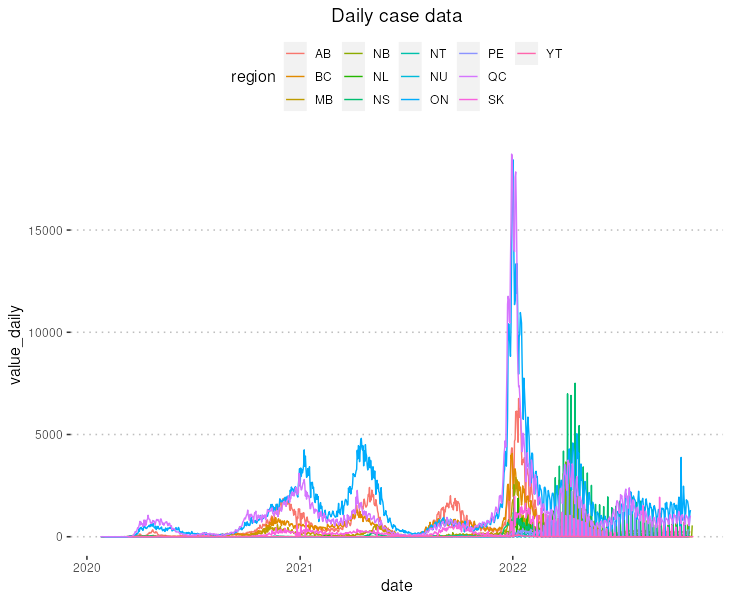 Daily case data
region
AB NB NT PE YT
BC NL NU QC
MB NS ON SK
value_daily
15000
10000
5000
0
2020 2021 2022
date